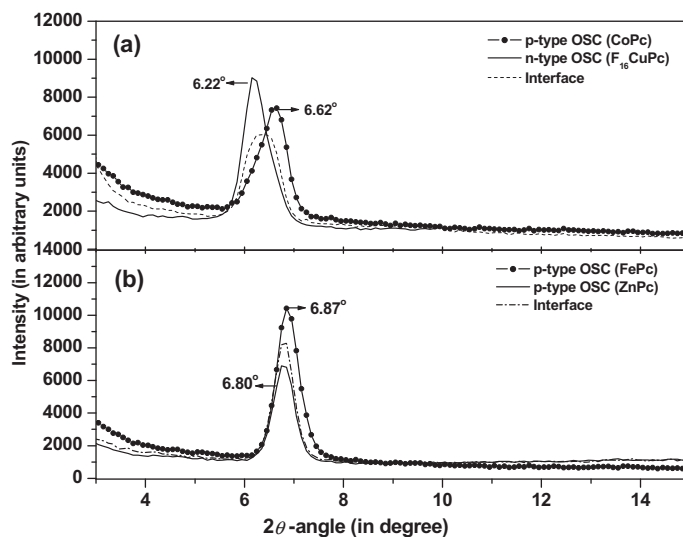 12000
10000
8000
6000
4000
2000
14000
12000
10000
8000
6000
4000
2000
0
Intensity (in arbitrary units)
(a)
6.22°
6.62°
p-type OSC (CoPc)
n-type OSC (F₁₆CuPc)
Interface
(b)
6.87°
6.80°
p-type OSC (FePc)
p-type OSC (ZnPc)
Interface
4 6 8 10 12 14
2θ-angle (in degree)